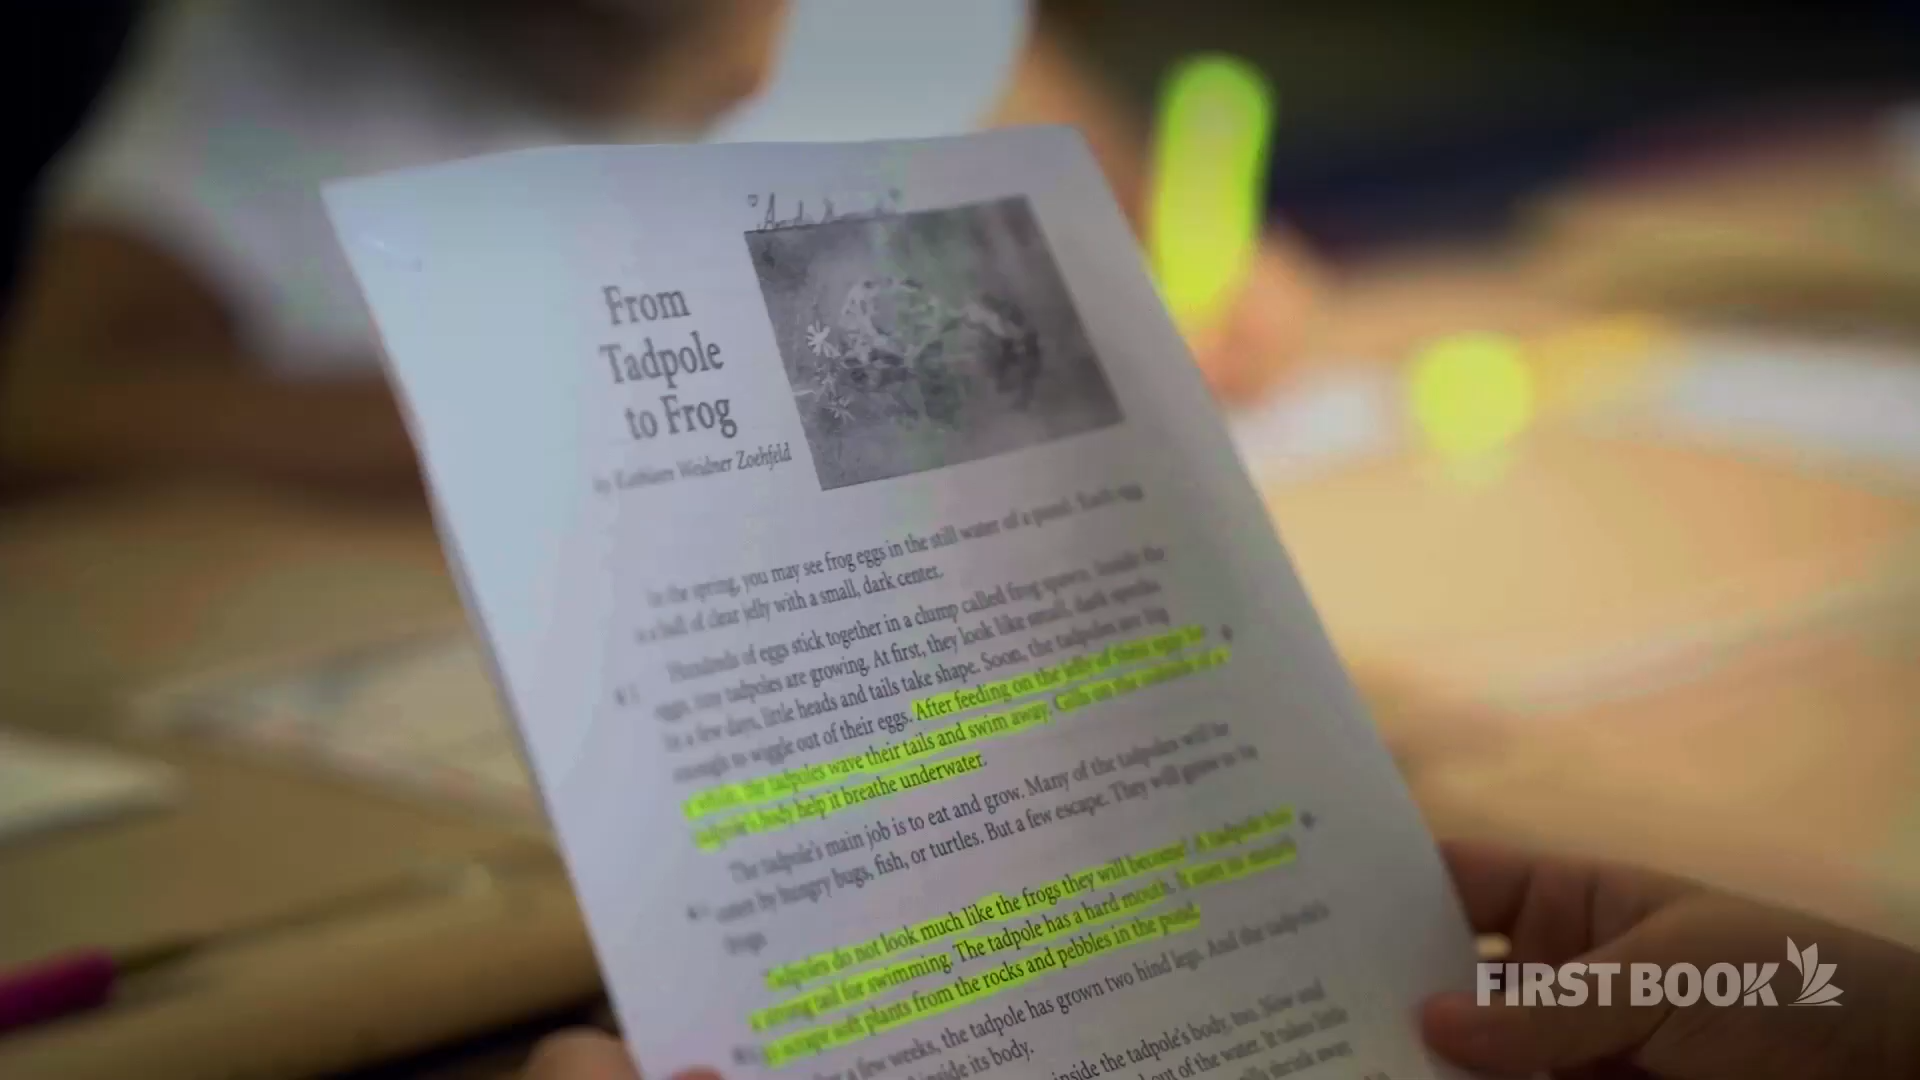 From
Tadpole
to Frog
by Kathleen Weidner Zoehfeld
In the spring, you may see frog eggs in the still water of a pond. Each egg
is a ball of clear jelly with a small, dark center.
Hundreds of eggs stick together in a clump called frog spawn. Inside the
eggs, tiny tadpoles are growing. At first, they look like small, dark specks.
In a few days, little heads and tails take shape. Soon, the tadpoles are big
enough to wiggle out of their eggs. After feeding on the jelly of their eggs for
a while, the tadpoles wave their tails and swim away. Gills on the outside of a
tadpole's body help it breathe underwater.
The tadpole's main job is to eat and grow. Many of the tadpoles will be
eaten by hungry bugs, fish, or turtles. But a few escape. They will grow to be
frogs
Tadpoles do not look much like the frogs they will become! A tadpole has
a strong tail for swimming. The tadpole has a hard mouth. It uses its mouth
to scrape soft plants from the rocks and pebbles in the pond.
a few weeks, the tadpole has grown two hind legs. And the tadpole's
inside its body.
inside the tadpole's body, too. Now and
out of the water. It takes little
shrink away
FIRST BOOK